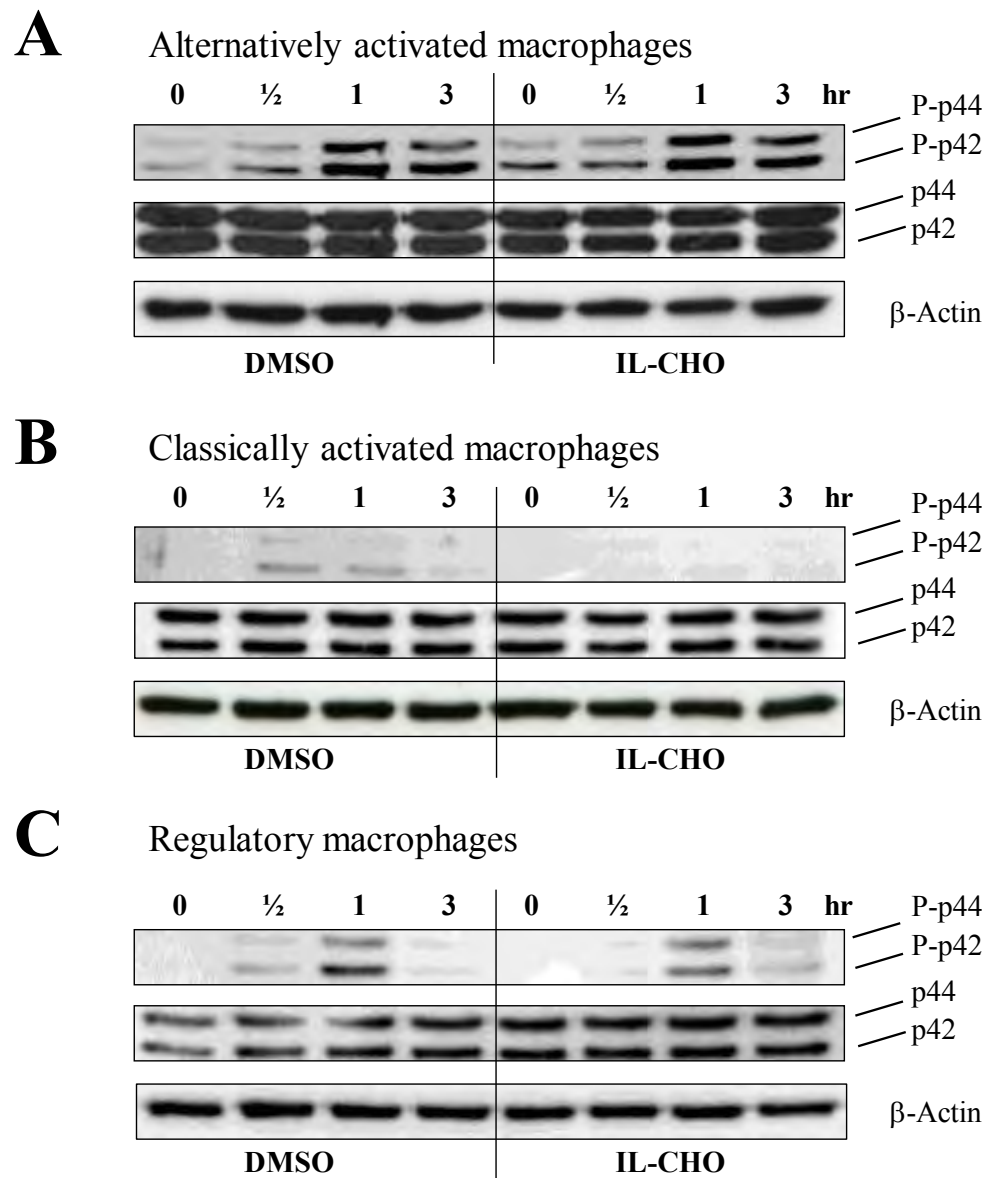 A
Alternatively activated macrophages
0 ½ 1 3 0 ½ 1 3 hr
P-p44
P-p42
p44
p42
β-Actin
DMSO IL-CHO
B
Classically activated macrophages
0 ½ 1 3 0 ½ 1 3 hr
P-p44
P-p42
p44
p42
β-Actin
DMSO IL-CHO
C
Regulatory macrophages
0 ½ 1 3 0 ½ 1 3 hr
P-p44
P-p42
p44
p42
β-Actin
DMSO IL-CHO